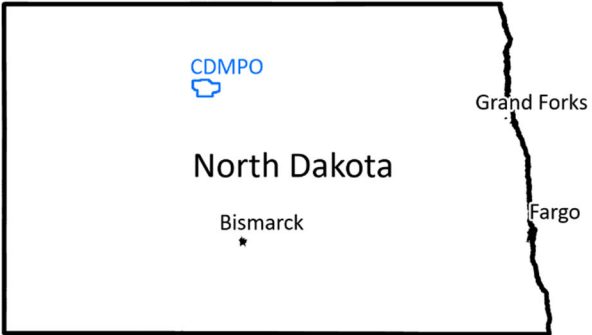 CDMPO
Grand Forks
North Dakota
Fargo
Bismarck